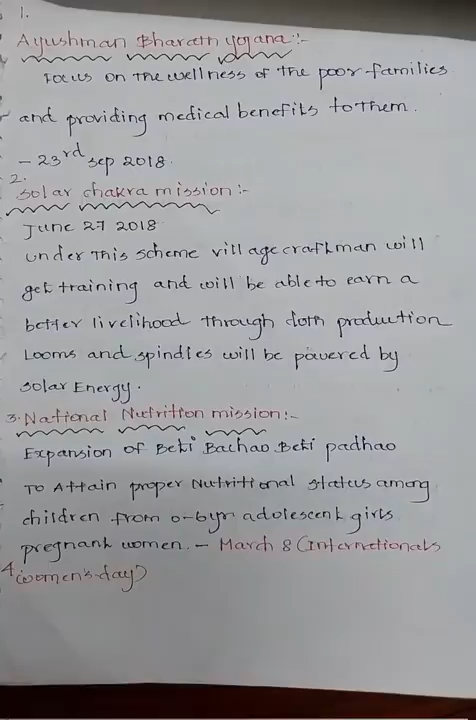 1.
Ayushman Bharath yojana :-
Focus on the wellness of the poor families
and providing medical benefits to them.
- 23rd sep 2018.
2.
solar chakra mission :-
June 27 2018
under this scheme village craftman will
get training and will be able to earn a
better livelihood through cloth production
Looms and spindles will be powered by
solar Energy.
3. National Nutrition mission :-
Expansion of Beti Bachao Beti padhao
To Attain proper Nutritional status among
children from 0-6yr adolescent girls
pregnant women. - March 8 (Internationals
4. women's day)